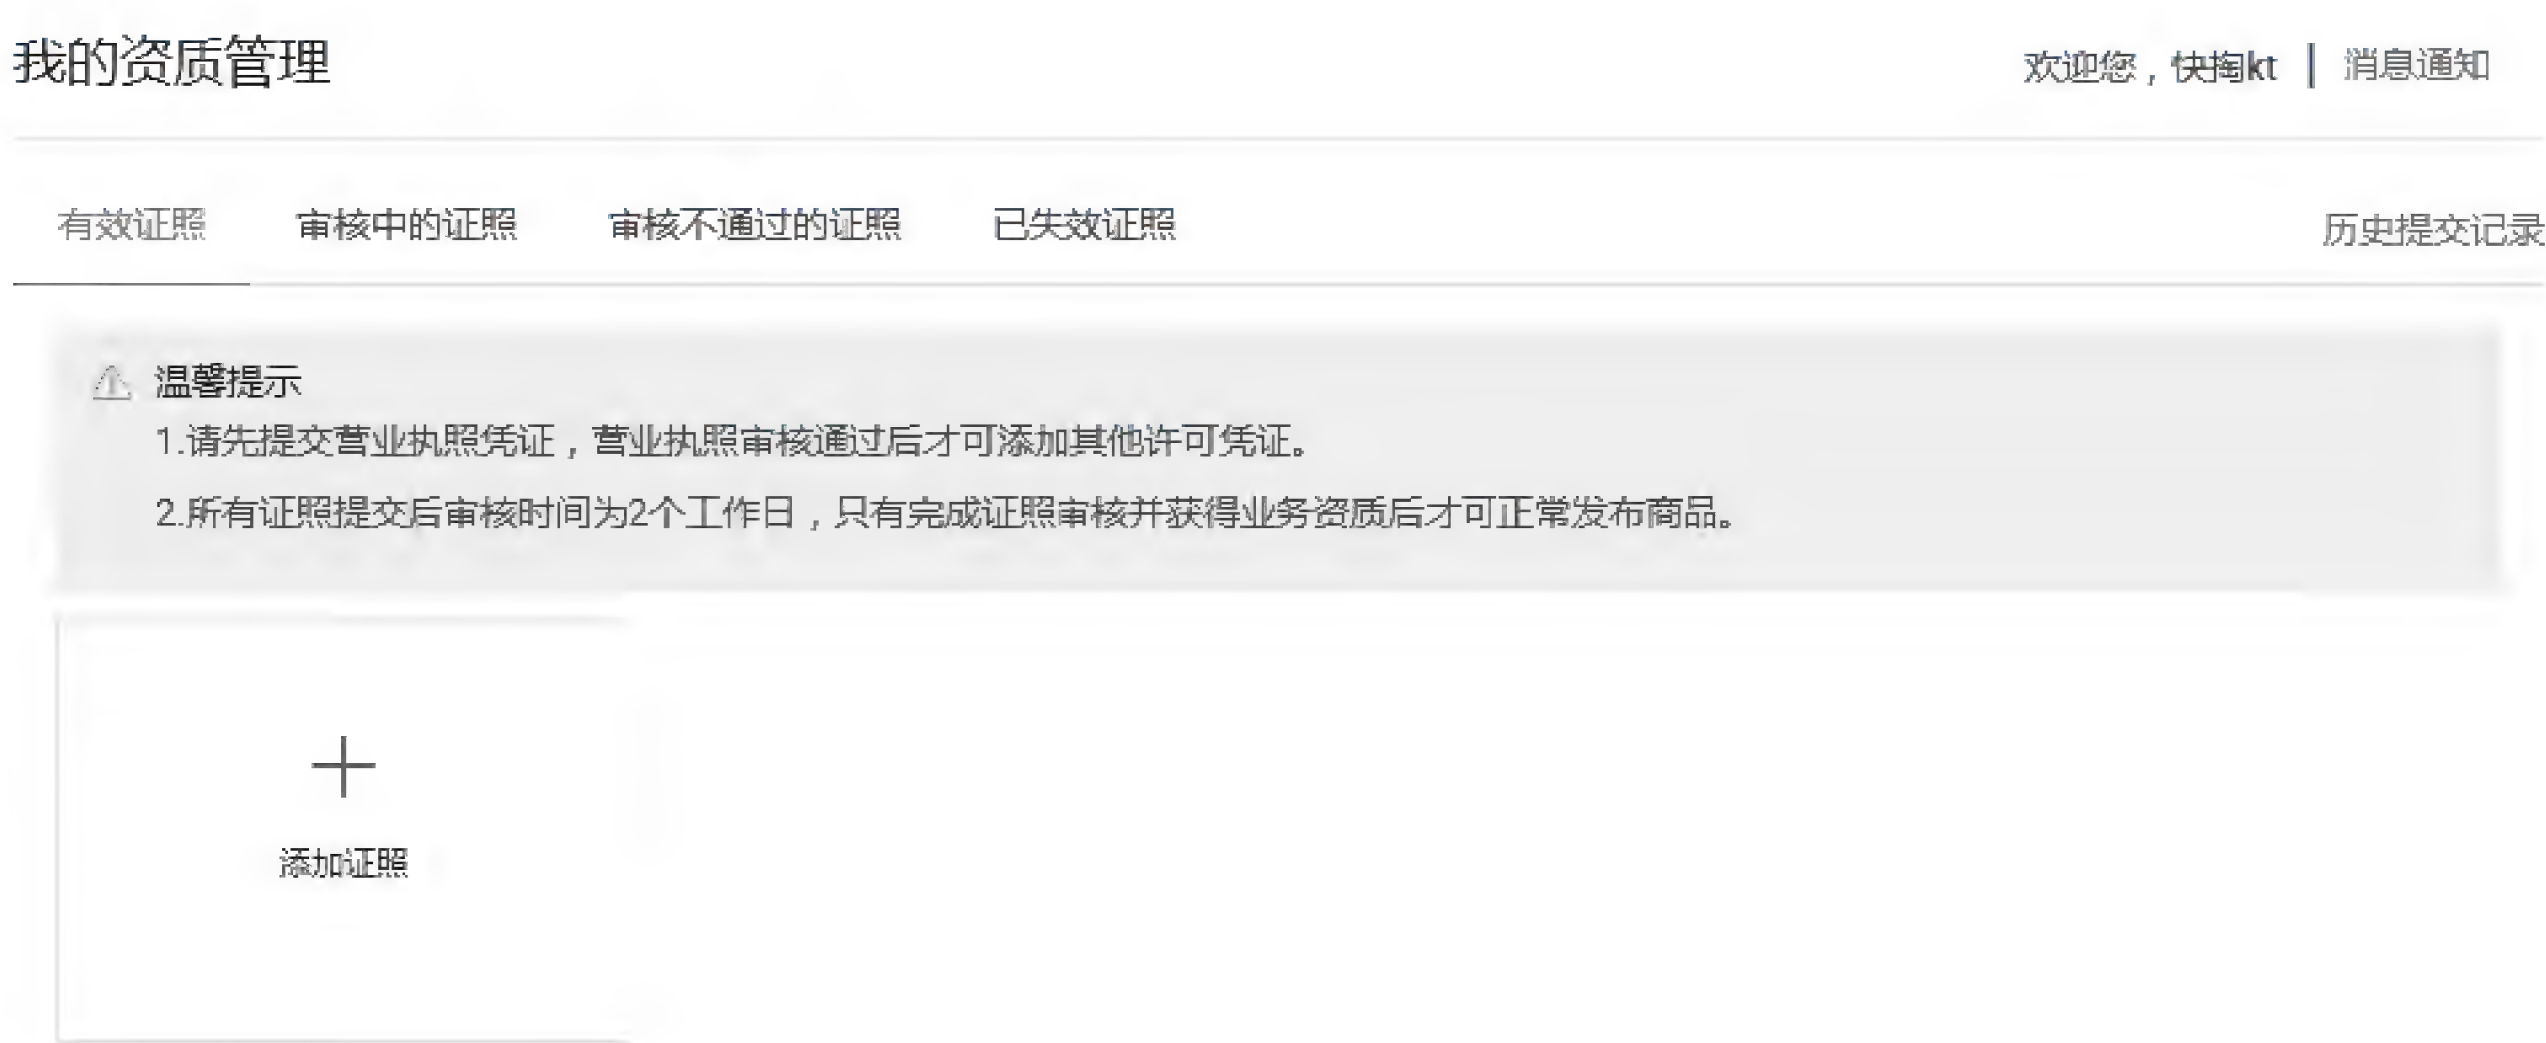 我的资质管理
欢迎您，快掏kt | 消息通知
有效证照 审核中的证照 审核不通过的证照 已失效证照 历史提交记录
温馨提示
1.请先提交营业执照凭证，营业执照审核通过后才可添加其他许可凭证。
2.所有证照提交后审核时间为2个工作日，只有完成证照审核并获得业务资质后才可正常发布商品。
添加证照